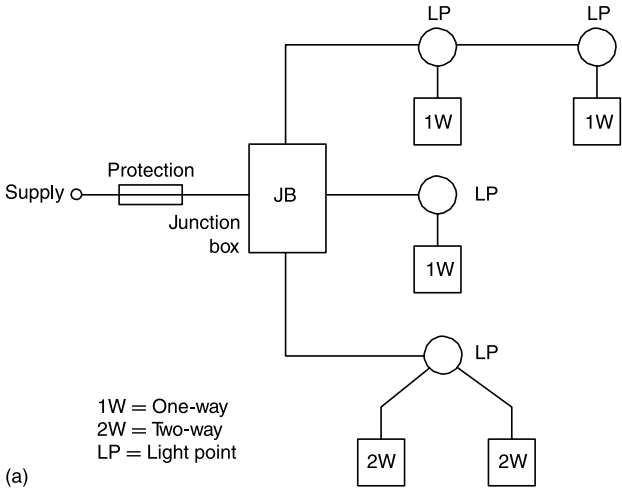 LP
LP
1W
1W
Protection
Supply
JB
LP
Junction
box
1W
LP
1W = One-way
2W = Two-way
LP = Light point
2W
2W
(a)